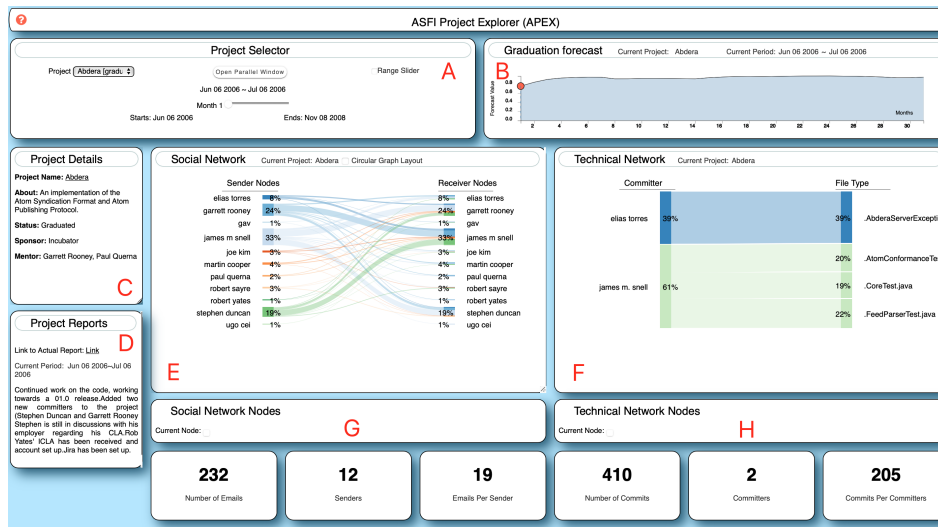 ?
ASFI Project Explorer (APEX)
Project Selector
Project Abdera [gradu
Open Parallel Window
Range Slider
A
Jun 06 2006 ~ Jul 06 2006
Month 1
Starts: Jun 06 2006 Ends: Nov 08 2008
Graduation forecast Current Project: Abdera Current Period: Jun 06 2006 ~ Jul 06 2006
B
Forecast Value
0.8
0.6
0.4
0.2
0.0
Months
2 4 6 8 10 12 14 16 18 20 22 24 26 28 30
Project Details
Project Name: Abdera
About: An implementation of the
Atom Syndication Format and Atom
Publishing Protocol.
Status: Graduated
Sponsor: Incubator
Mentor: Garrett Rooney, Paul Querna
C
Project Reports
D
Link to Actual Report: Link
Current Period: Jun 06 2006~Jul 06
2006
Continued work on the code, working
towards a 01.0 release.Added two
new committers to the project
(Stephen Duncan and Garrett Rooney
Stephen is still in discussions with his
employer regarding his CLA.Rob
Yates' ICLA has been received and
account set up.Jira has been set up.
Social Network Current Project: Abdera Circular Graph Layout
Sender Nodes Receiver Nodes
elias torres 8% 8% elias torres
garrett rooney 24% 24% garrett rooney
gav 1% 1% gav
james m snell 33% 33% james m snell
joe kim 3% 3% joe kim
martin cooper 4% 4% martin cooper
paul querna 2% 2% paul querna
robert sayre 3% 3% robert sayre
robert yates 1% 1% robert yates
stephen duncan 19% 19% stephen duncan
ugo cei 1% 1% ugo cei
E
Technical Network Current Project: Abdera
Committer File Type
elias torres 39% 39% .AbderaServerExcepti
20% .AtomConformanceTe
james m. snell 61% 19% .CoreTest.java
22% .FeedParserTest.java
F
Social Network Nodes
Current Node:
G
Technical Network Nodes
Current Node:
H
232
Number of Emails
12
Senders
19
Emails Per Sender
410
Number of Commits
2
Committers
205
Commits Per Committers